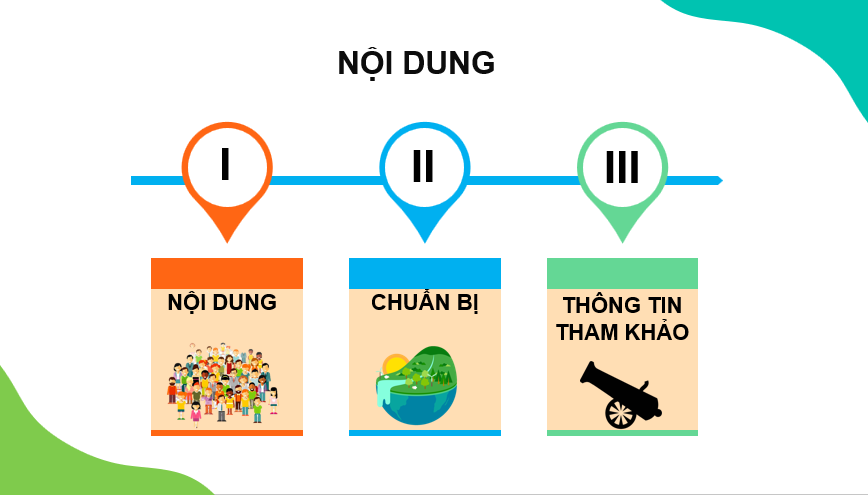 NỘI DUNG
I
II
III
NỘI DUNG
CHUẨN BỊ
THÔNG TIN
THAM KHẢO